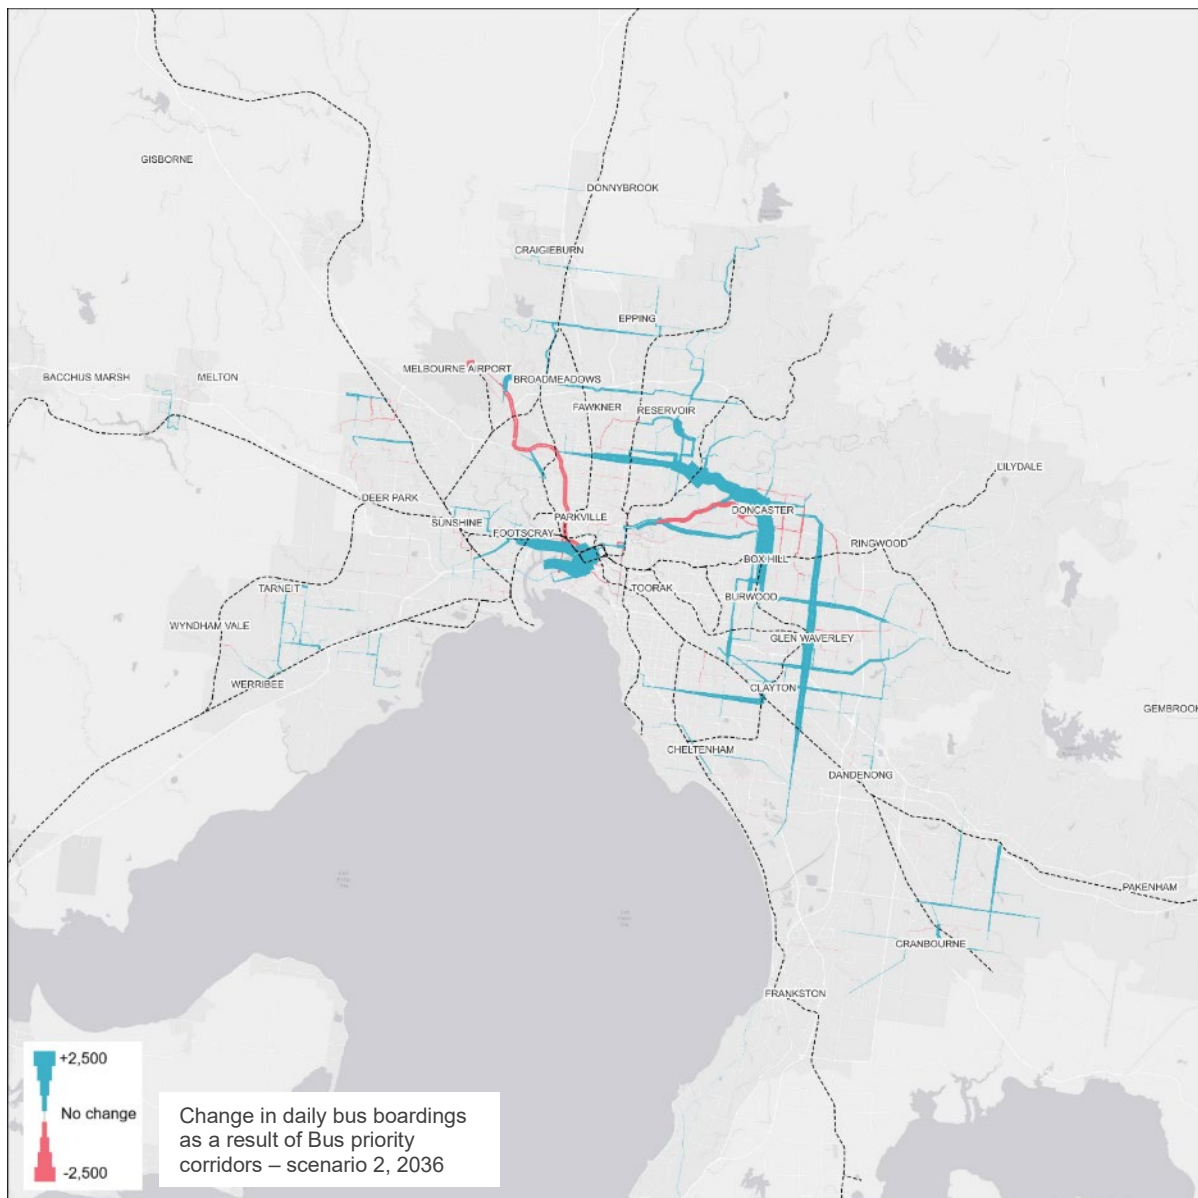 GISBORNE
DONNYBROOK
CRAIGIEBURN
EPPING
MELBOURNE AIRPORT
BROADMEADOWS
BACCHUS MARSH
MELTON
FAWKNER
RESERVOIR
LILYDALE
DEER PARK
DONCASTER
PARKVILLE
SUNSHINE
FOOTSCRAY
RINGWOOD
BOX HILL
TARNEIT
TOORAK
BURWOOD
WYNDHAM VALE
GLEN WAVERLEY
WERRIBEE
CLAYTON
GEMBROOK
CHELTENHAM
DANDENONG
PAKENHAM
CRANBOURNE
FRANKSTON
+2,500
No change
-2,500
Change in daily bus boardings
as a result of Bus priority
corridors – scenario 2, 2036